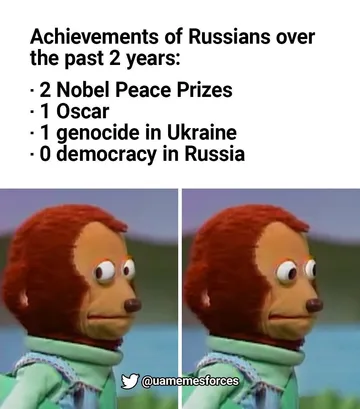 Achievements of Russians over
the past 2 years:
· 2 Nobel Peace Prizes
· 1 Oscar
· 1 genocide in Ukraine
· 0 democracy in Russia
@uamemesforces